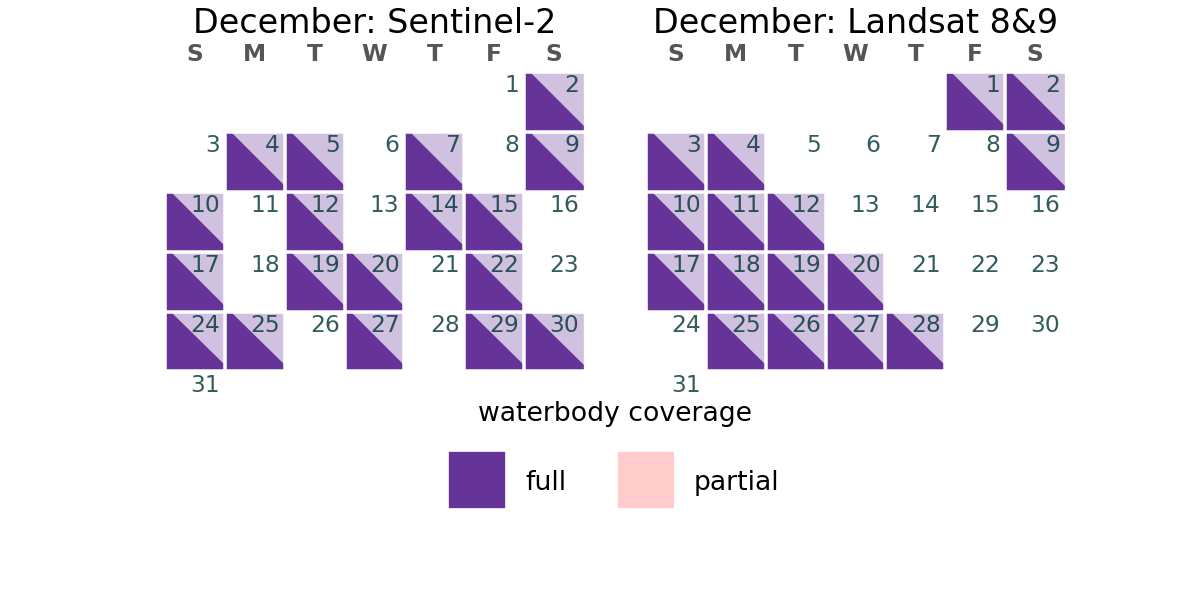 December: Sentinel-2
S M T W T F S
1 2
3 4 5 6 7 8 9
10 11 12 13 14 15 16
17 18 19 20 21 22 23
24 25 26 27 28 29 30
31
December: Landsat 8&9
S M T W T F S
1 2
3 4 5 6 7 8 9
10 11 12 13 14 15 16
17 18 19 20 21 22 23
24 25 26 27 28 29 30
31
waterbody coverage
full partial